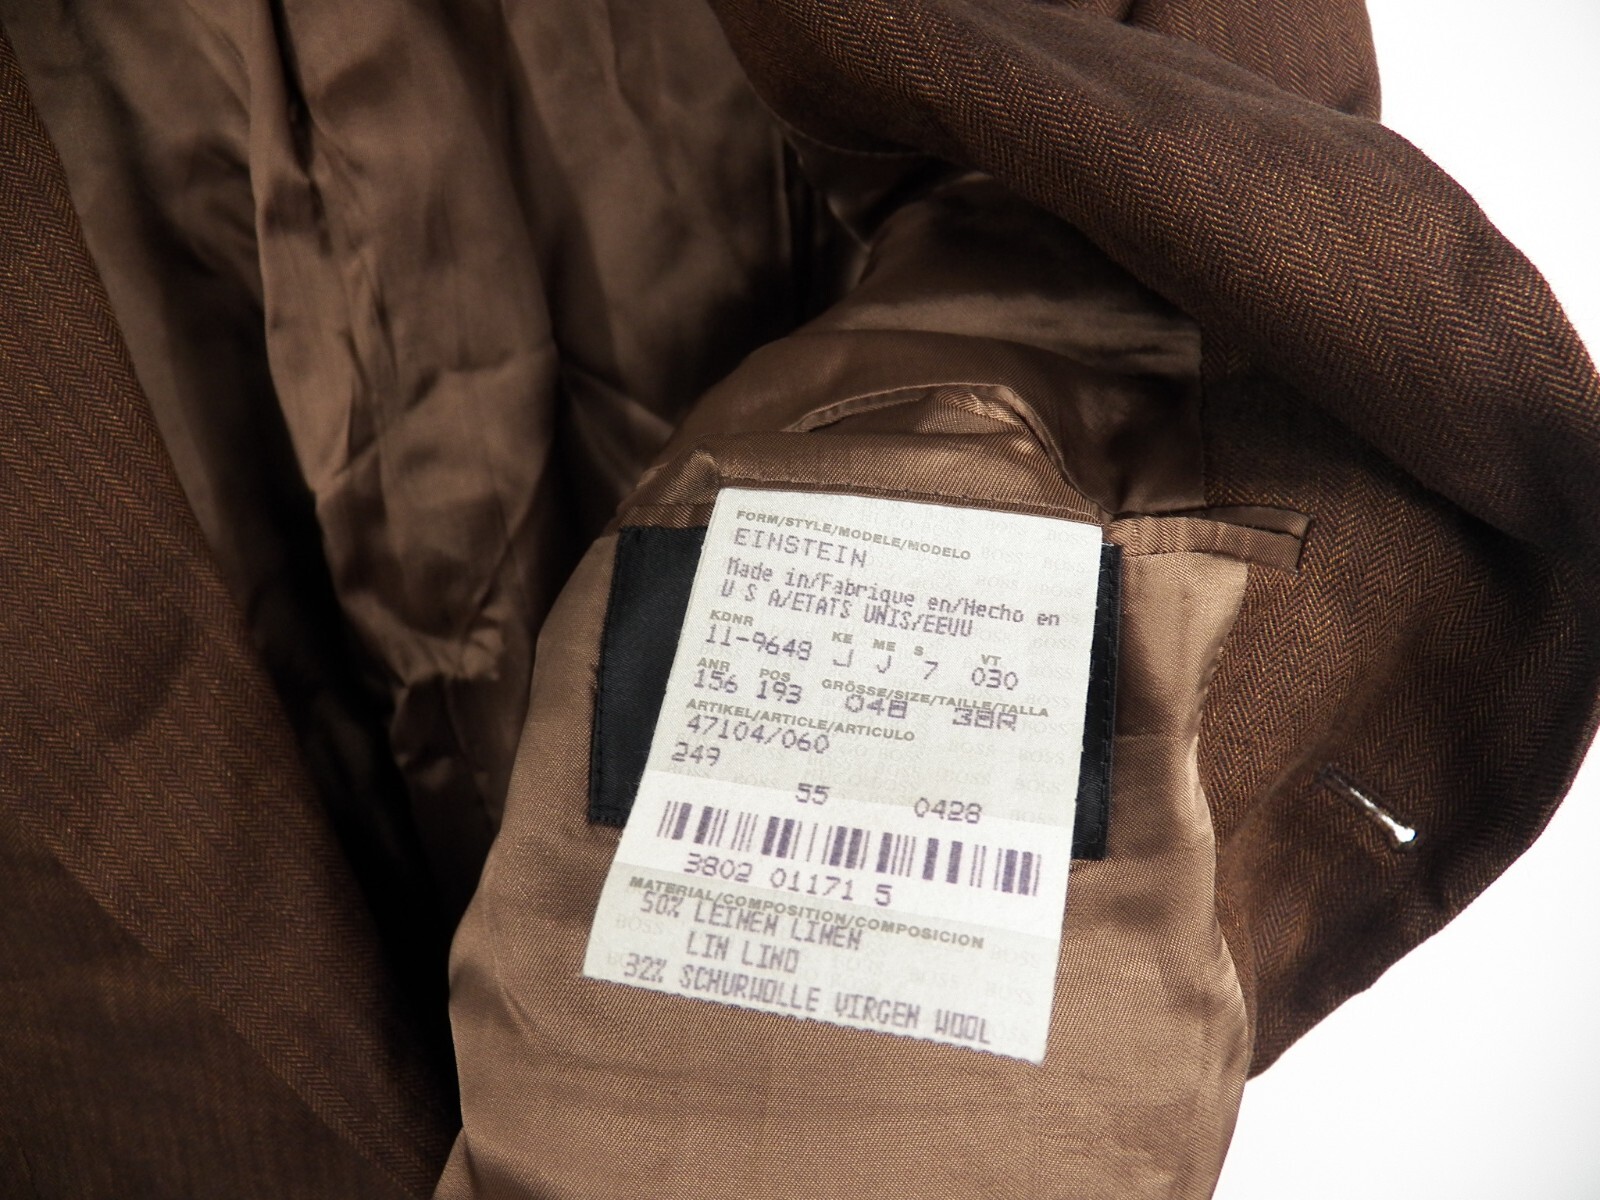 FORM/STYLE/MODELE/MODELO
EINSTEIN
Made in/Fabrique en/Hecho en
U S A/ETATS UNIS/EEUU
KDNR KE ME S VT
11-9648 J J 7 030
ANR POS GRÖSSE/SIZE/TAILLE/TALLA
156 193 048 38R
ARTIKEL/ARTICLE/ARTICULO
47104/060
249
55 0428
3802 01171 5
MATERIAL/COMPOSITION/COMPOSICION
50% LEINEN LINEN
LIN LINO
32% SCHURWOLLE VIRGEN WOOL